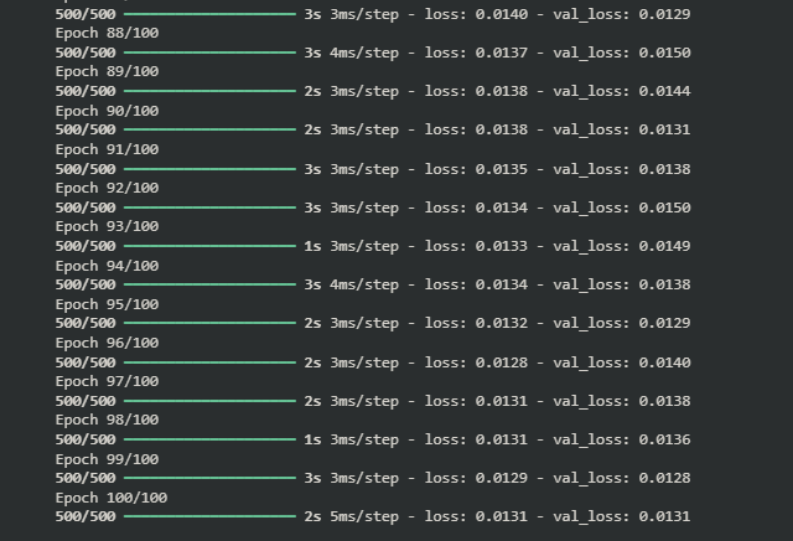 500/500 ━━━━━━━━━━━━━━━━━━━━ 3s 3ms/step - loss: 0.0140 - val_loss: 0.0129
Epoch 88/100
500/500 ━━━━━━━━━━━━━━━━━━━━ 3s 4ms/step - loss: 0.0137 - val_loss: 0.0150
Epoch 89/100
500/500 ━━━━━━━━━━━━━━━━━━━━ 2s 3ms/step - loss: 0.0138 - val_loss: 0.0144
Epoch 90/100
500/500 ━━━━━━━━━━━━━━━━━━━━ 2s 3ms/step - loss: 0.0138 - val_loss: 0.0131
Epoch 91/100
500/500 ━━━━━━━━━━━━━━━━━━━━ 3s 3ms/step - loss: 0.0135 - val_loss: 0.0138
Epoch 92/100
500/500 ━━━━━━━━━━━━━━━━━━━━ 3s 3ms/step - loss: 0.0134 - val_loss: 0.0150
Epoch 93/100
500/500 ━━━━━━━━━━━━━━━━━━━━ 1s 3ms/step - loss: 0.0133 - val_loss: 0.0149
Epoch 94/100
500/500 ━━━━━━━━━━━━━━━━━━━━ 3s 4ms/step - loss: 0.0134 - val_loss: 0.0138
Epoch 95/100
500/500 ━━━━━━━━━━━━━━━━━━━━ 2s 3ms/step - loss: 0.0132 - val_loss: 0.0129
Epoch 96/100
500/500 ━━━━━━━━━━━━━━━━━━━━ 2s 3ms/step - loss: 0.0128 - val_loss: 0.0140
Epoch 97/100
500/500 ━━━━━━━━━━━━━━━━━━━━ 2s 3ms/step - loss: 0.0131 - val_loss: 0.0138
Epoch 98/100
500/500 ━━━━━━━━━━━━━━━━━━━━ 1s 3ms/step - loss: 0.0131 - val_loss: 0.0136
Epoch 99/100
500/500 ━━━━━━━━━━━━━━━━━━━━ 3s 3ms/step - loss: 0.0129 - val_loss: 0.0128
Epoch 100/100
500/500 ━━━━━━━━━━━━━━━━━━━━ 2s 5ms/step - loss: 0.0131 - val_loss: 0.0131